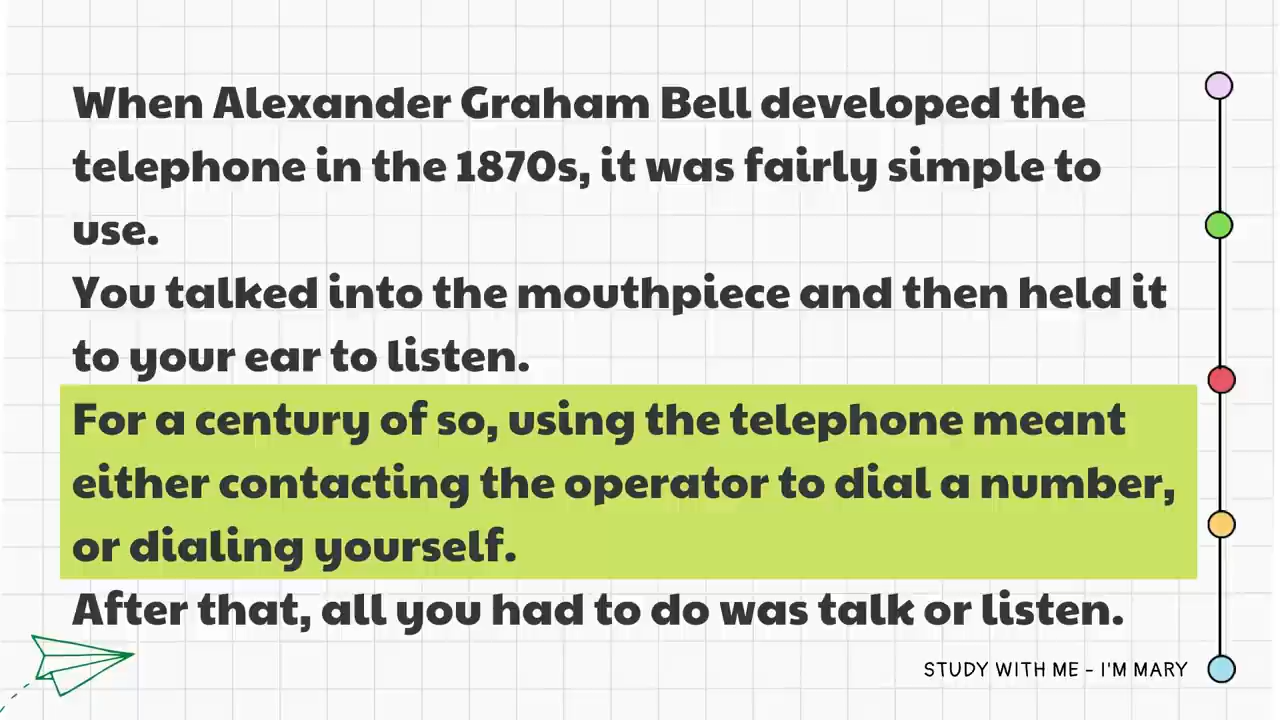 When Alexander Graham Bell developed the
telephone in the 1870s, it was fairly simple to
use.
You talked into the mouthpiece and then held it
to your ear to listen.
For a century of so, using the telephone meant
either contacting the operator to dial a number,
or dialing yourself.
After that, all you had to do was talk or listen.
STUDY WITH ME - I'M MARY